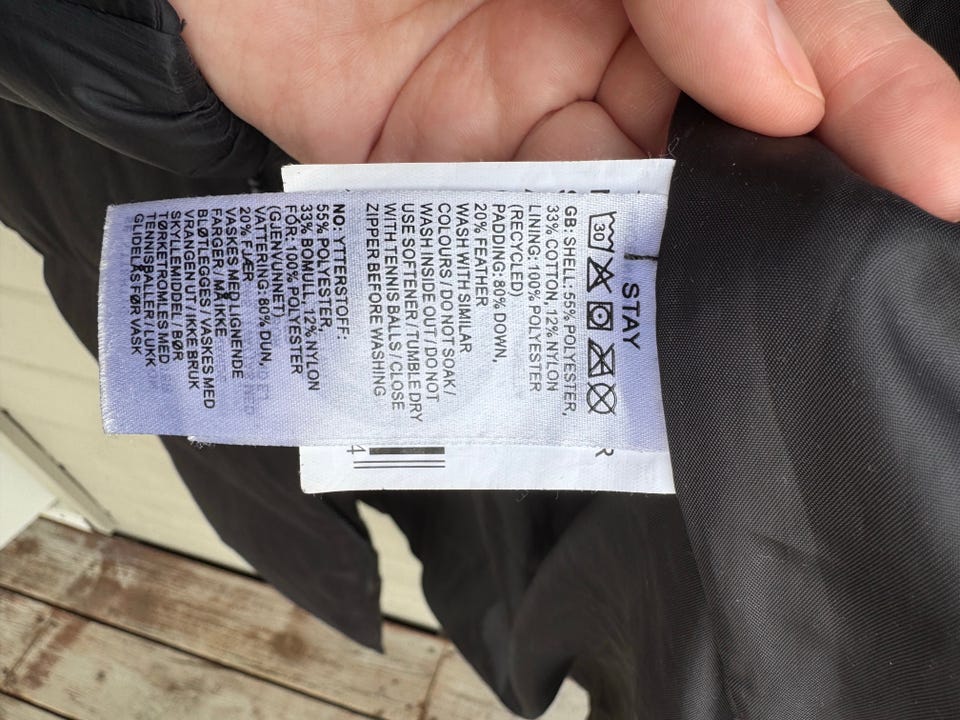 STAY
30
GB: SHELL: 55% POLYESTER,
33% COTTON, 12% NYLON
LINING: 100% POLYESTER
(RECYCLED)
PADDING: 80% DOWN,
20% FEATHER
WASH WITH SIMILAR
COLOURS / DO NOT SOAK /
WASH INSIDE OUT / DO NOT
USE SOFTENER / TUMBLE DRY
WITH TENNIS BALLS / CLOSE
ZIPPER BEFORE WASHING
NO: YTTERSTOFF:
55% POLYESTER,
33% BOMULL, 12% NYLON
FÔR: 100% POLYESTER
(GJENVUNNET)
VATTERING: 80% DUN,
20% FJÆR
VASKES MED LIGNENDE
FARGER / MÅ IKKE
BLØTLEGGES / VASKES MED
VRANGEN UT / IKKE BRUK
SKYLLEMIDDEL / BØR
TØRKETROMLES MED
TENNISBALLER / LUKK
GLIDELÅS FØR VASK
R
4